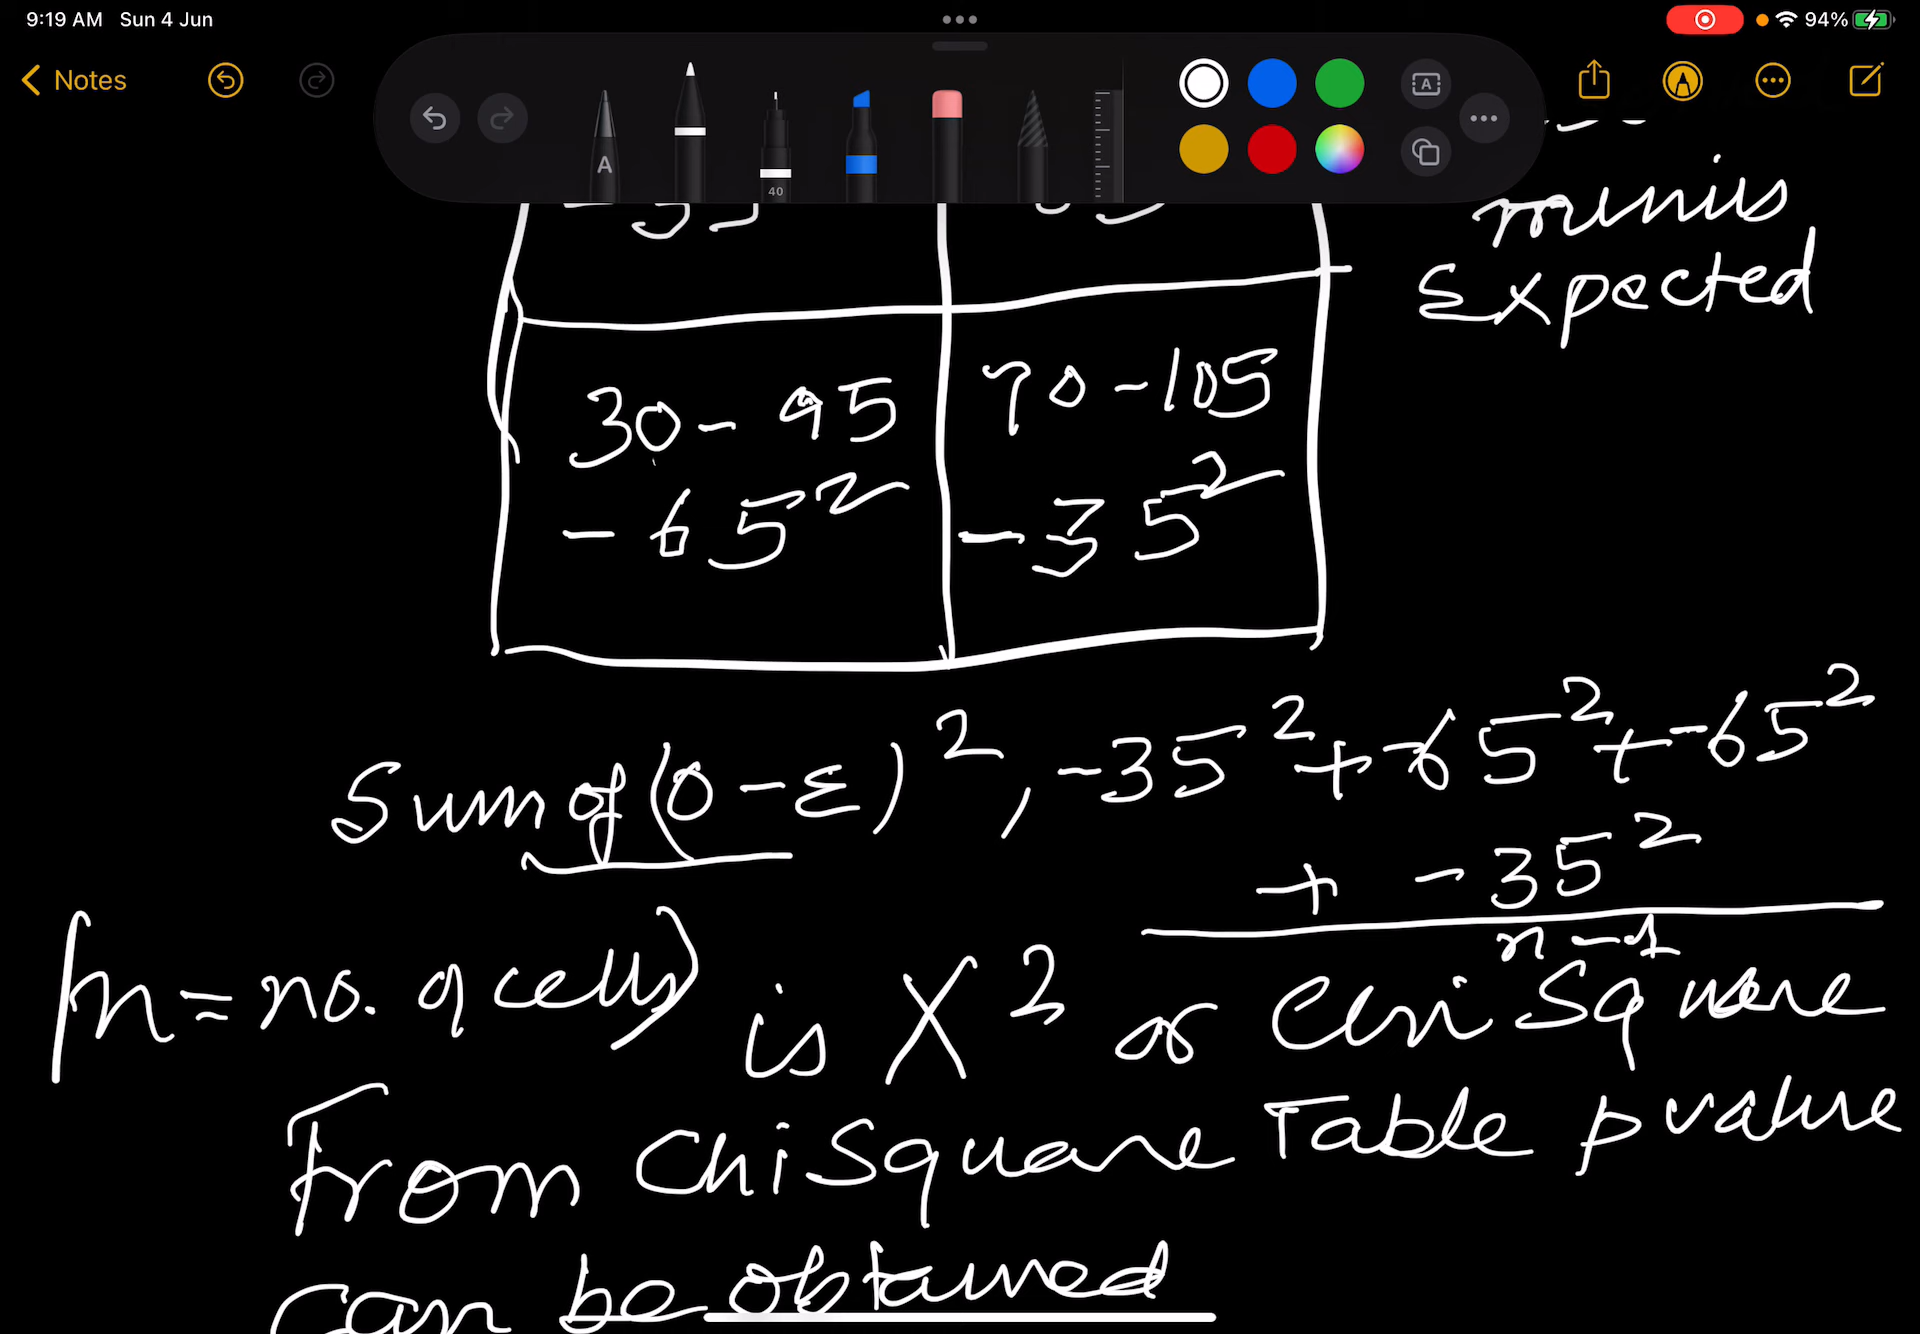 9:19 AM Sun 4 Jun
94%
Notes
A
40
A
minus
Expected
30-95
70-105
-65²
-35²
Sum of (O-E)², -35²+-65²+-65²
+ -35²
n-1
(n=no. of cells) is X² or Chi Square
From Chi Square Table p value
can be obtained